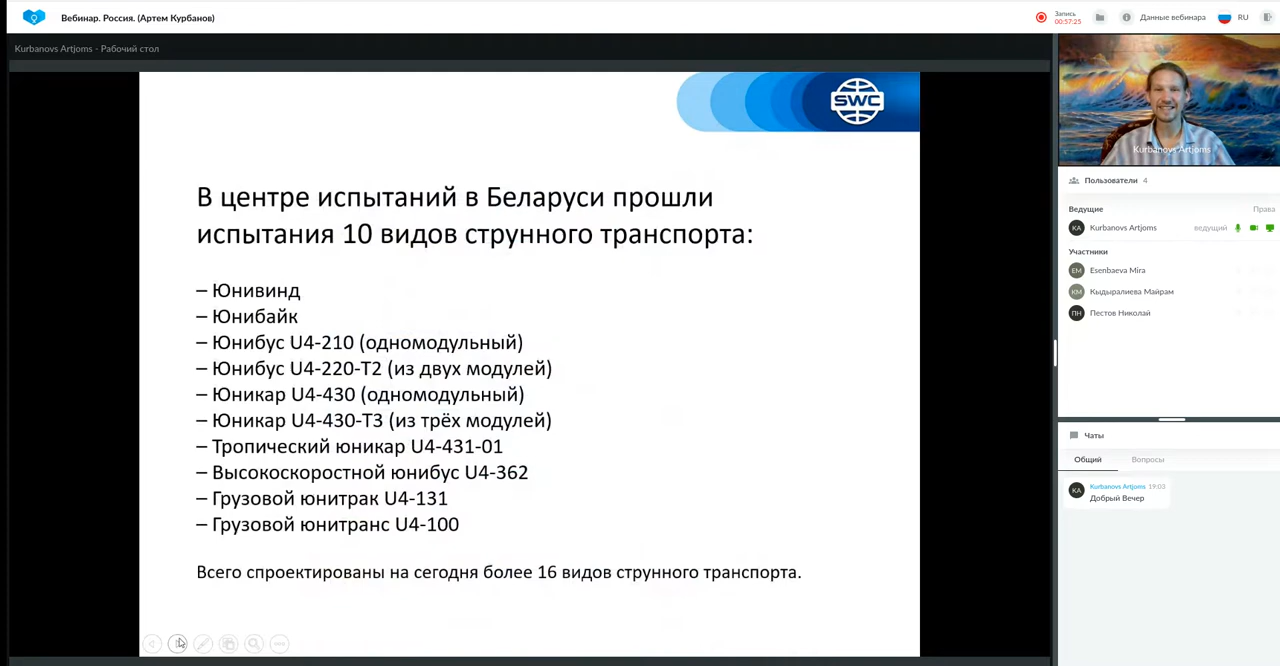 Вебинар. Россия. (Артем Курбанов)
Запись
00:57:25
Данные вебинара
RU
Kurbanovs Artjoms - Рабочий стол
SWC
В центре испытаний в Беларуси прошли
испытания 10 видов струнного транспорта:
– Юнивинд
– Юнибайк
– Юнибус U4-210 (одномодульный)
– Юнибус U4-220-Т2 (из двух модулей)
– Юникар U4-430 (одномодульный)
– Юникар U4-430-Т3 (из трёх модулей)
– Тропический юникар U4-431-01
– Высокоскоростной юнибус U4-362
– Грузовой юнитрак U4-131
– Грузовой юнитранс U4-100
Всего спроектированы на сегодня более 16 видов струнного транспорта.
Kurbanovs Artjoms
Пользователи 4
Ведущие Права
KA Kurbanovs Artjoms ведущий
Участники
EM Esenbaeva Mira
КМ Кыдыралиева Майрам
ПН Пестов Николай
Чаты
Общий Вопросы
KA Kurbanovs Artjoms 19:03
Добрый Вечер